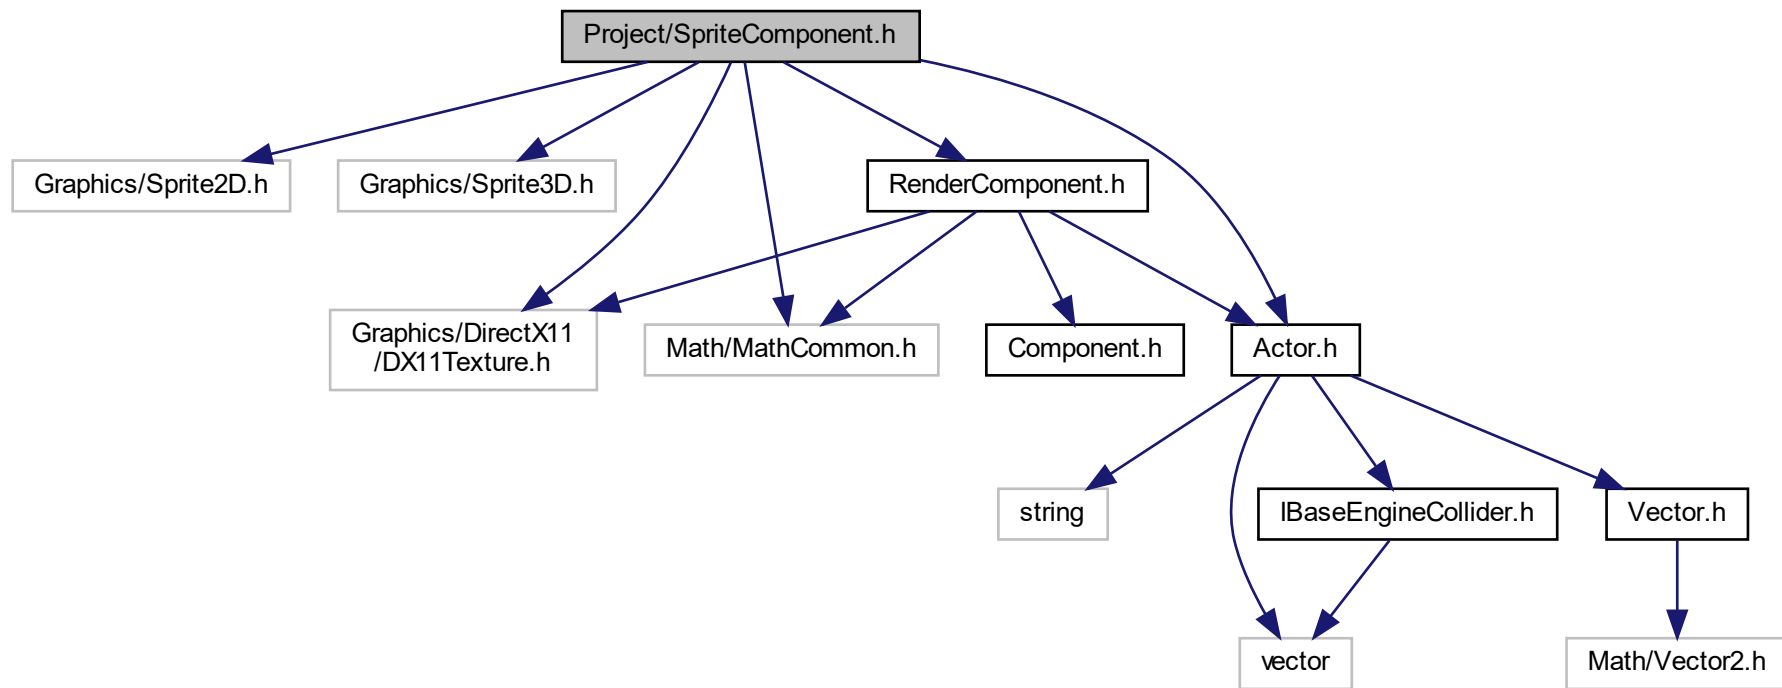 Project/SpriteComponent.h
Graphics/Sprite2D.h
Graphics/Sprite3D.h
RenderComponent.h
Graphics/DirectX11
/DX11Texture.h
Math/MathCommon.h
Component.h
Actor.h
string
IBaseEngineCollider.h
Vector.h
vector
Math/Vector2.h